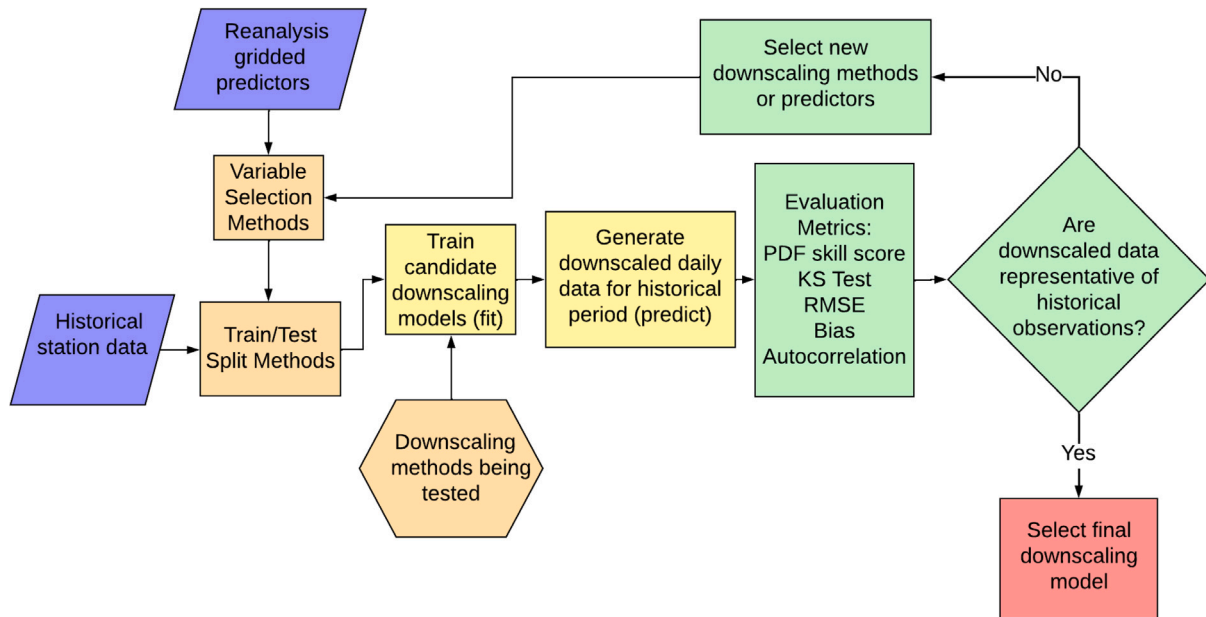 Reanalysis
gridded
predictors
Select new
downscaling methods
or predictors
No
Variable
Selection
Methods
Historical
station data
Train/Test
Split Methods
Train
candidate
downscaling
models (fit)
Generate
downscaled daily
data for historical
period (predict)
Evaluation
Metrics:
PDF skill score
KS Test
RMSE
Bias
Autocorrelation
Are
downscaled data
representative of
historical
observations?
Downscaling
methods being
tested
Yes
Select final
downscaling
model